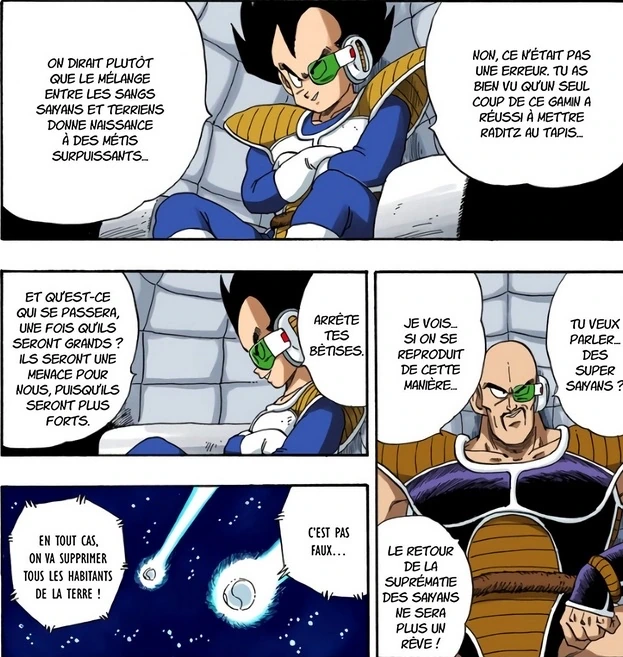 NON, CE N'ÉTAIT PAS
UNE ERREUR. TU AS
BIEN VU QU'UN SEUL
COUP DE CE GAMIN A
RÉUSSI À METTRE
RADITZ AU TAPIS...
ON DIRAIT PLUTÔT
QUE LE MÉLANGE
ENTRE LES SANGS
SAIYANS ET TERRIENS
DONNE NAISSANCE
À DES MÉTIS
SURPUISSANTS...
TU VEUX
PARLER...
DES
SUPER
SAIYANS ?
JE VOIS...
SI ON SE
REPRODUIT
DE CETTE
MANIÈRE...
LE RETOUR
DE LA
SUPRÉMATIE
DES SAIYANS
NE SERA
PLUS UN
RÊVE !
ARRÊTE
TES
BÊTISES.
ET QU'EST-CE
QUI SE PASSERA,
UNE FOIS QU'ILS
SERONT GRANDS ?
ILS SERONT UNE
MENACE POUR
NOUS, PUISQU'ILS
SERONT PLUS
FORTS.
C'EST PAS
FAUX...
EN TOUT CAS,
ON VA SUPPRIMER
TOUS LES HABITANTS
DE LA TERRE !